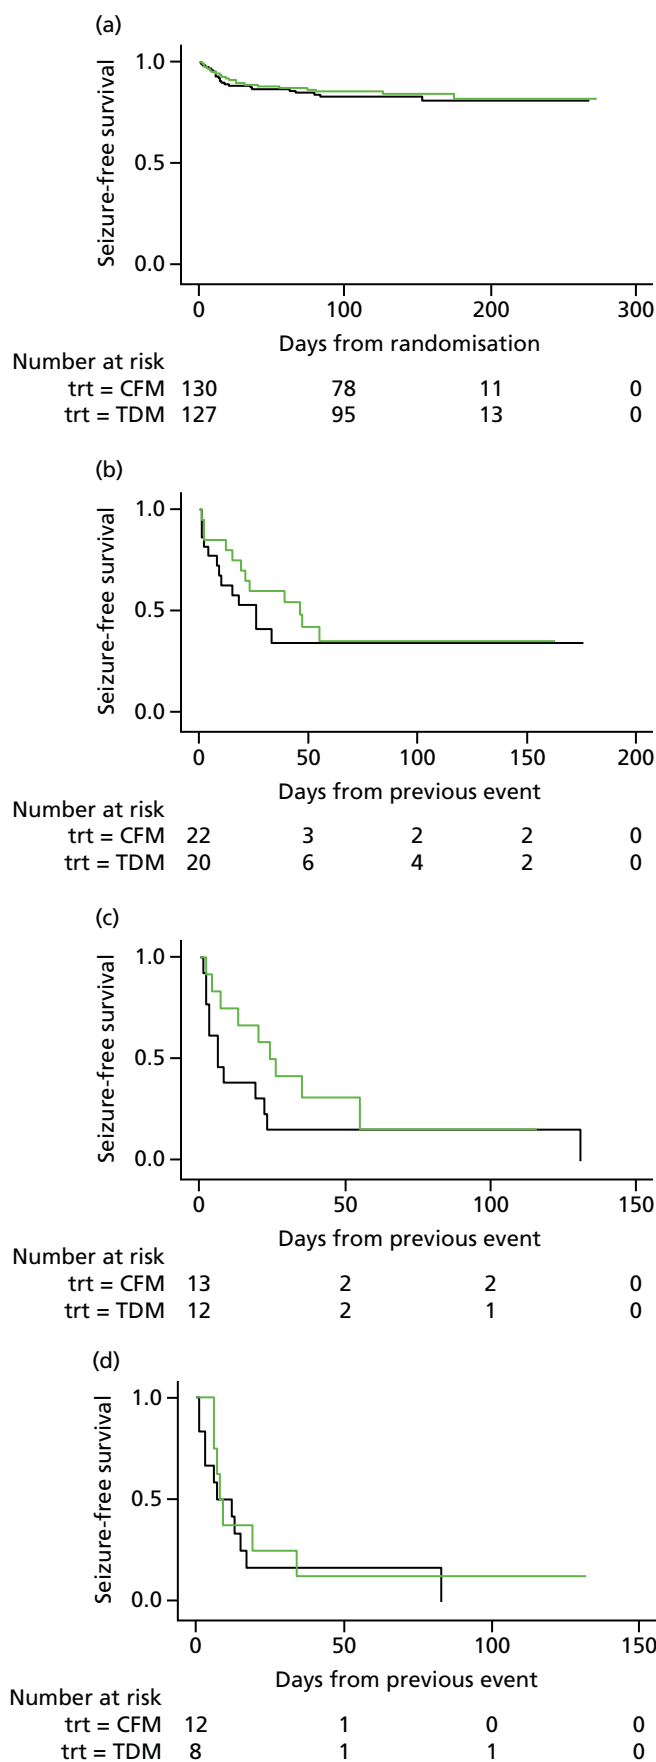 (a)
Seizure-free survival
1.0
0.5
0.0
0 100 200 300
Days from randomisation
Number at risk
trt = CFM 130 78 11 0
trt = TDM 127 95 13 0
(b)
Seizure-free survival
1.0
0.5
0.0
0 50 100 150 200
Days from previous event
Number at risk
trt = CFM 22 3 2 2 0
trt = TDM 20 6 4 2 0
(c)
Seizure-free survival
1.0
0.5
0.0
0 50 100 150
Days from previous event
Number at risk
trt = CFM 13 2 2 0
trt = TDM 12 2 1 0
(d)
Seizure-free survival
1.0
0.5
0.0
0 50 100 150
Days from previous event
Number at risk
trt = CFM 12 1 0 0
trt = TDM 8 1 1 0